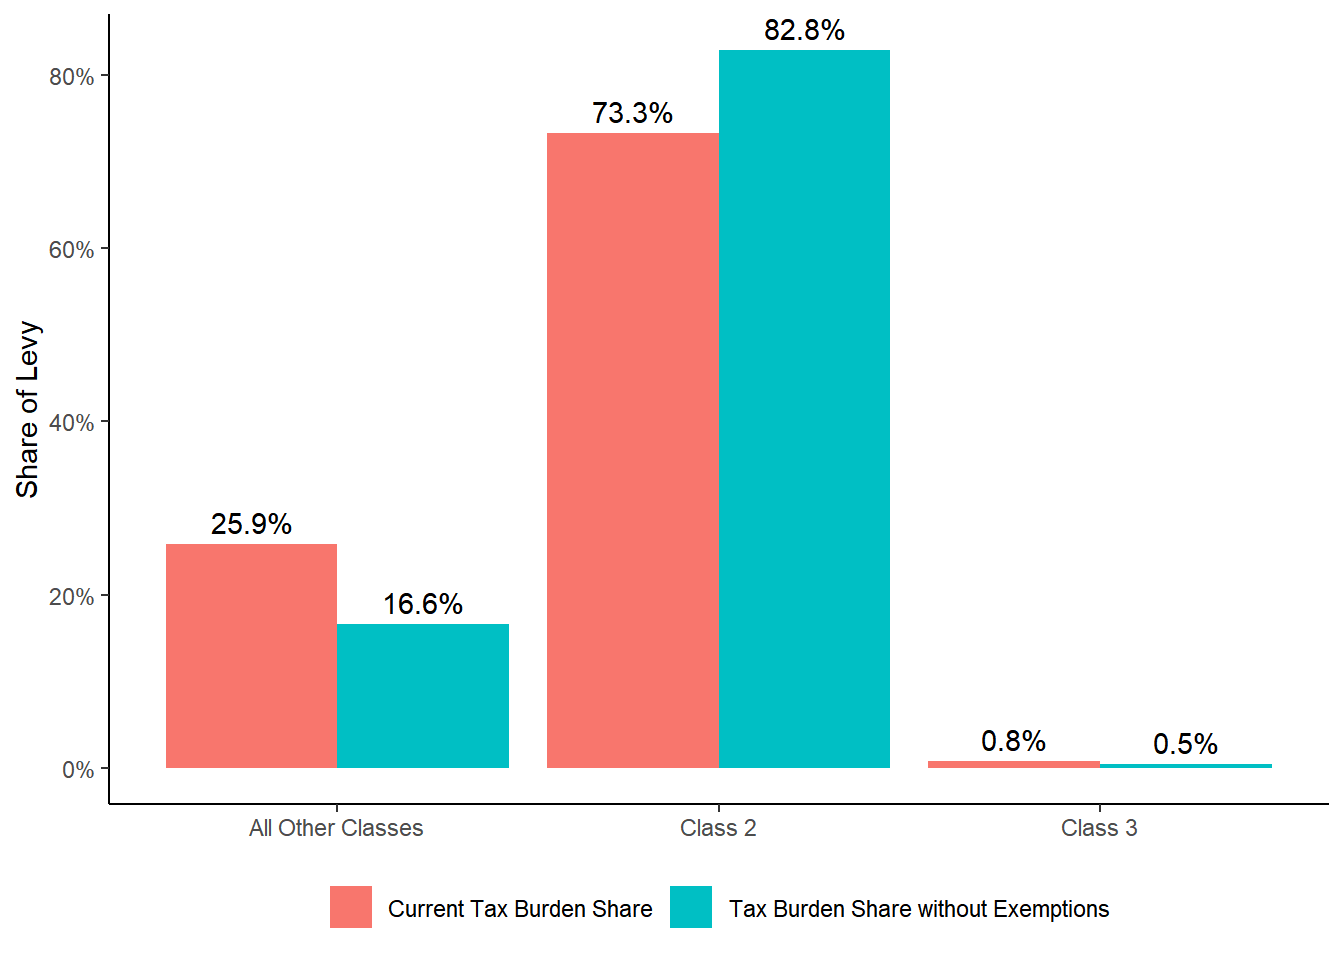 82.8%
80%
73.3%
60%
Share of Levy
40%
25.9%
20%
16.6%
0.8%
0.5%
0%
All Other Classes
Class 2
Class 3
Current Tax Burden Share
Tax Burden Share without Exemptions